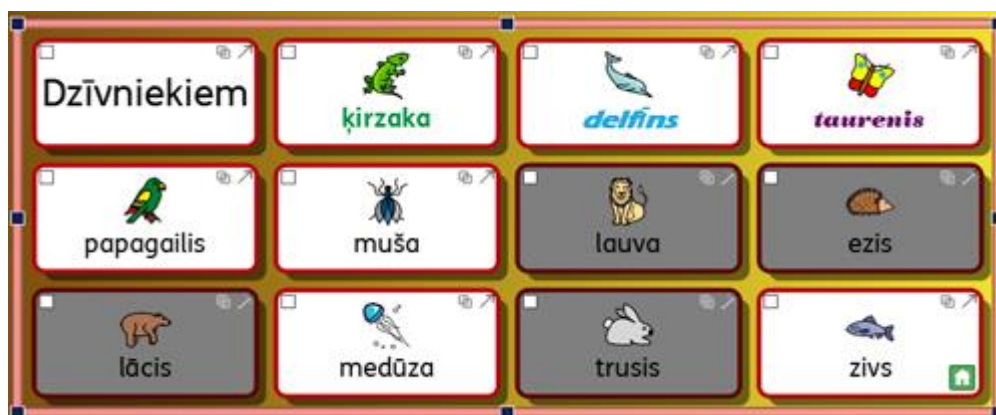 Dzīvniekiem
ķirzaka
delfīns
taurenis
papagailis
muša
lauva
ezis
lācis
medūza
trusis
zivs